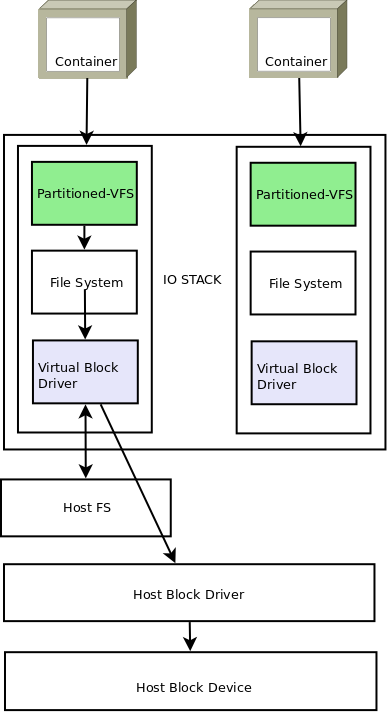 Container
Container
Partitioned-VFS
Partitioned-VFS
File System
IO STACK
File System
Virtual Block
Driver
Virtual Block
Driver
Host FS
Host Block Driver
Host Block Device